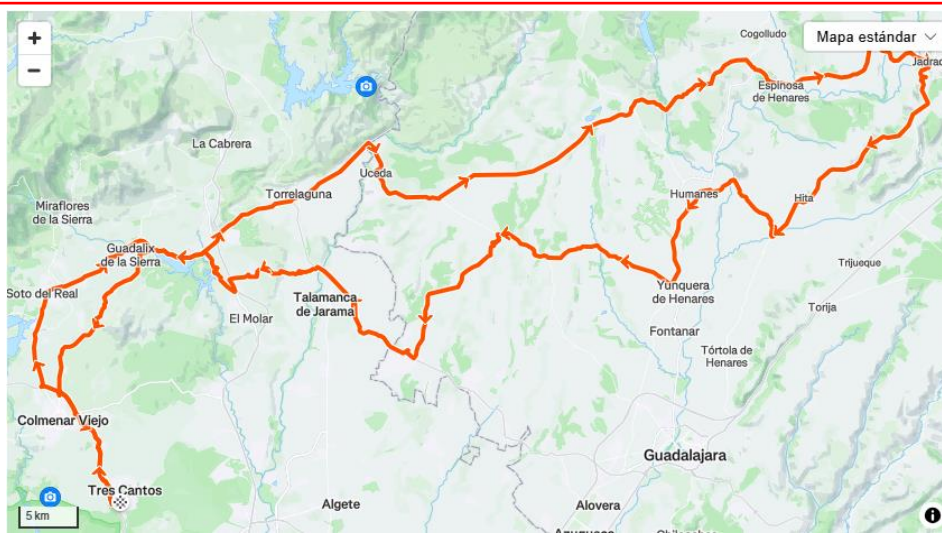 +
−
Mapa estándar
Cogolludo
Jadraq
Espinosa
de Henares
La Cabrera
Uceda
Torrelaguna
Humanes
Hita
Miraflores
de la Sierra
Guadalix
de la Sierra
Soto del Real
Trijueque
Yunquera
de Henares
Talamanca
de Jarama
El Molar
Torija
Fontanar
Tórtola de
Henares
Colmenar Viejo
Guadalajara
Tres Cantos
Algete
Alovera
5 km